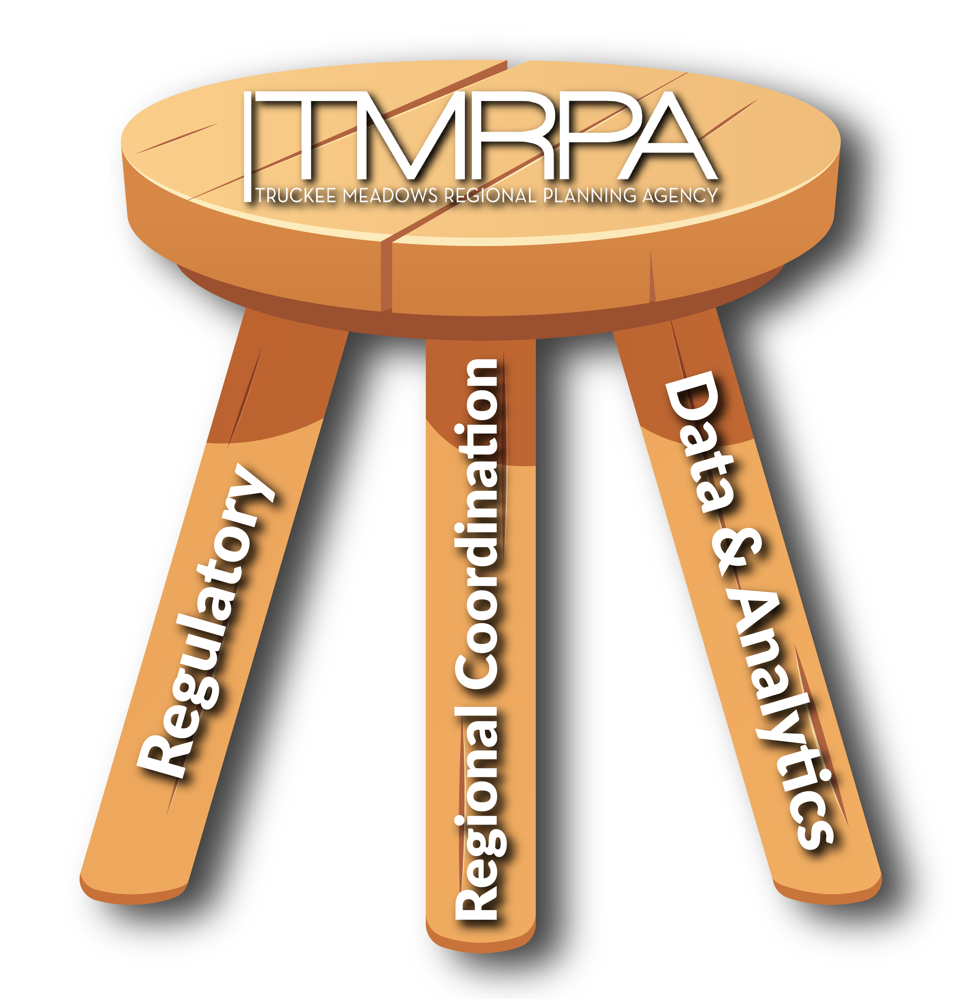 TMRPA
TRUCKEE MEADOWS REGIONAL PLANNING AGENCY
Regulatory
Regional Coordination
Data & Analytics